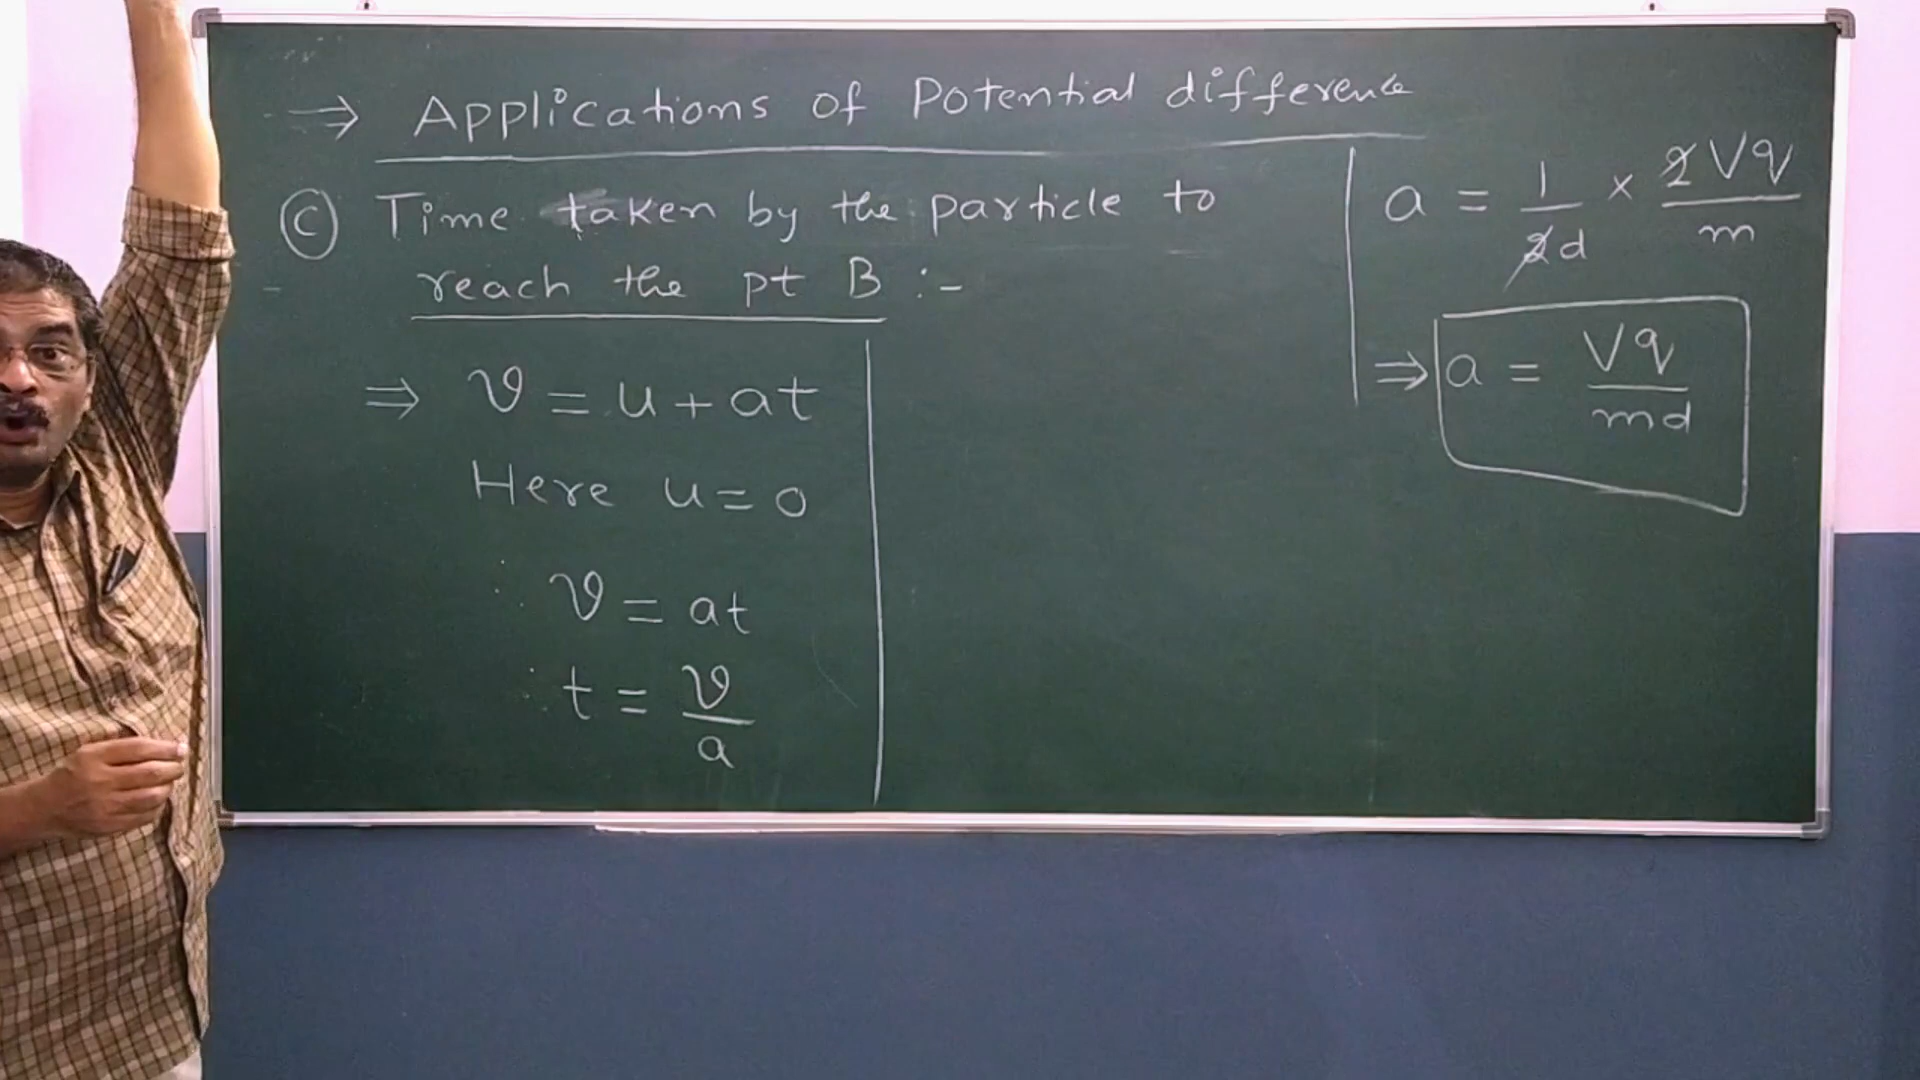 ⇒ Applications of Potential difference
Ⓒ Time taken by the particle to
reach the pt B :-
⇒ v = u + at
Here u = 0
∴ v = at
∴ t = v/a
a = 1/2d × 2Vq/m
⇒ a = Vq/md